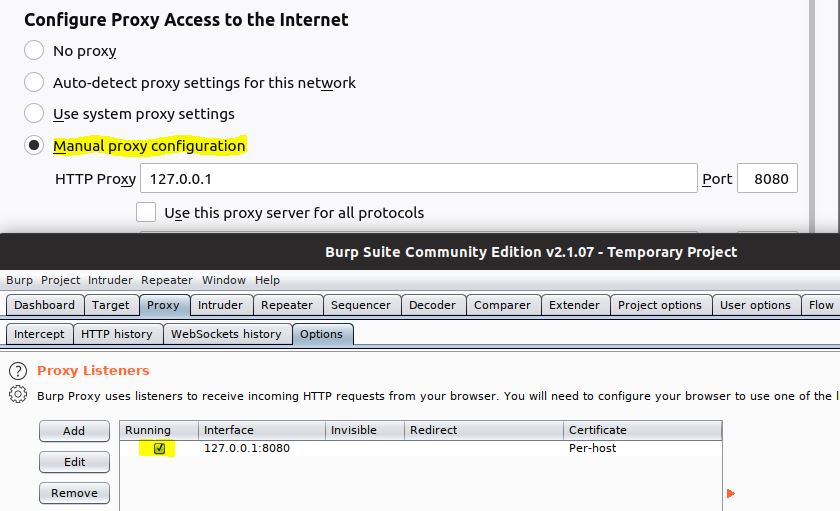 Configure Proxy Access to the Internet
No proxy
Auto-detect proxy settings for this network
Use system proxy settings
Manual proxy configuration
HTTP Proxy 127.0.0.1 Port 8080
Use this proxy server for all protocols
Burp Suite Community Edition v2.1.07 - Temporary Project
Burp Project Intruder Repeater Window Help
Dashboard Target Proxy Intruder Repeater Sequencer Decoder Comparer Extender Project options User options Flow
Intercept HTTP history WebSockets history Options
? Proxy Listeners
Burp Proxy uses listeners to receive incoming HTTP requests from your browser. You will need to configure your browser to use one of the
Add Running Interface Invisible Redirect Certificate
127.0.0.1:8080 Per-host
Edit
Remove